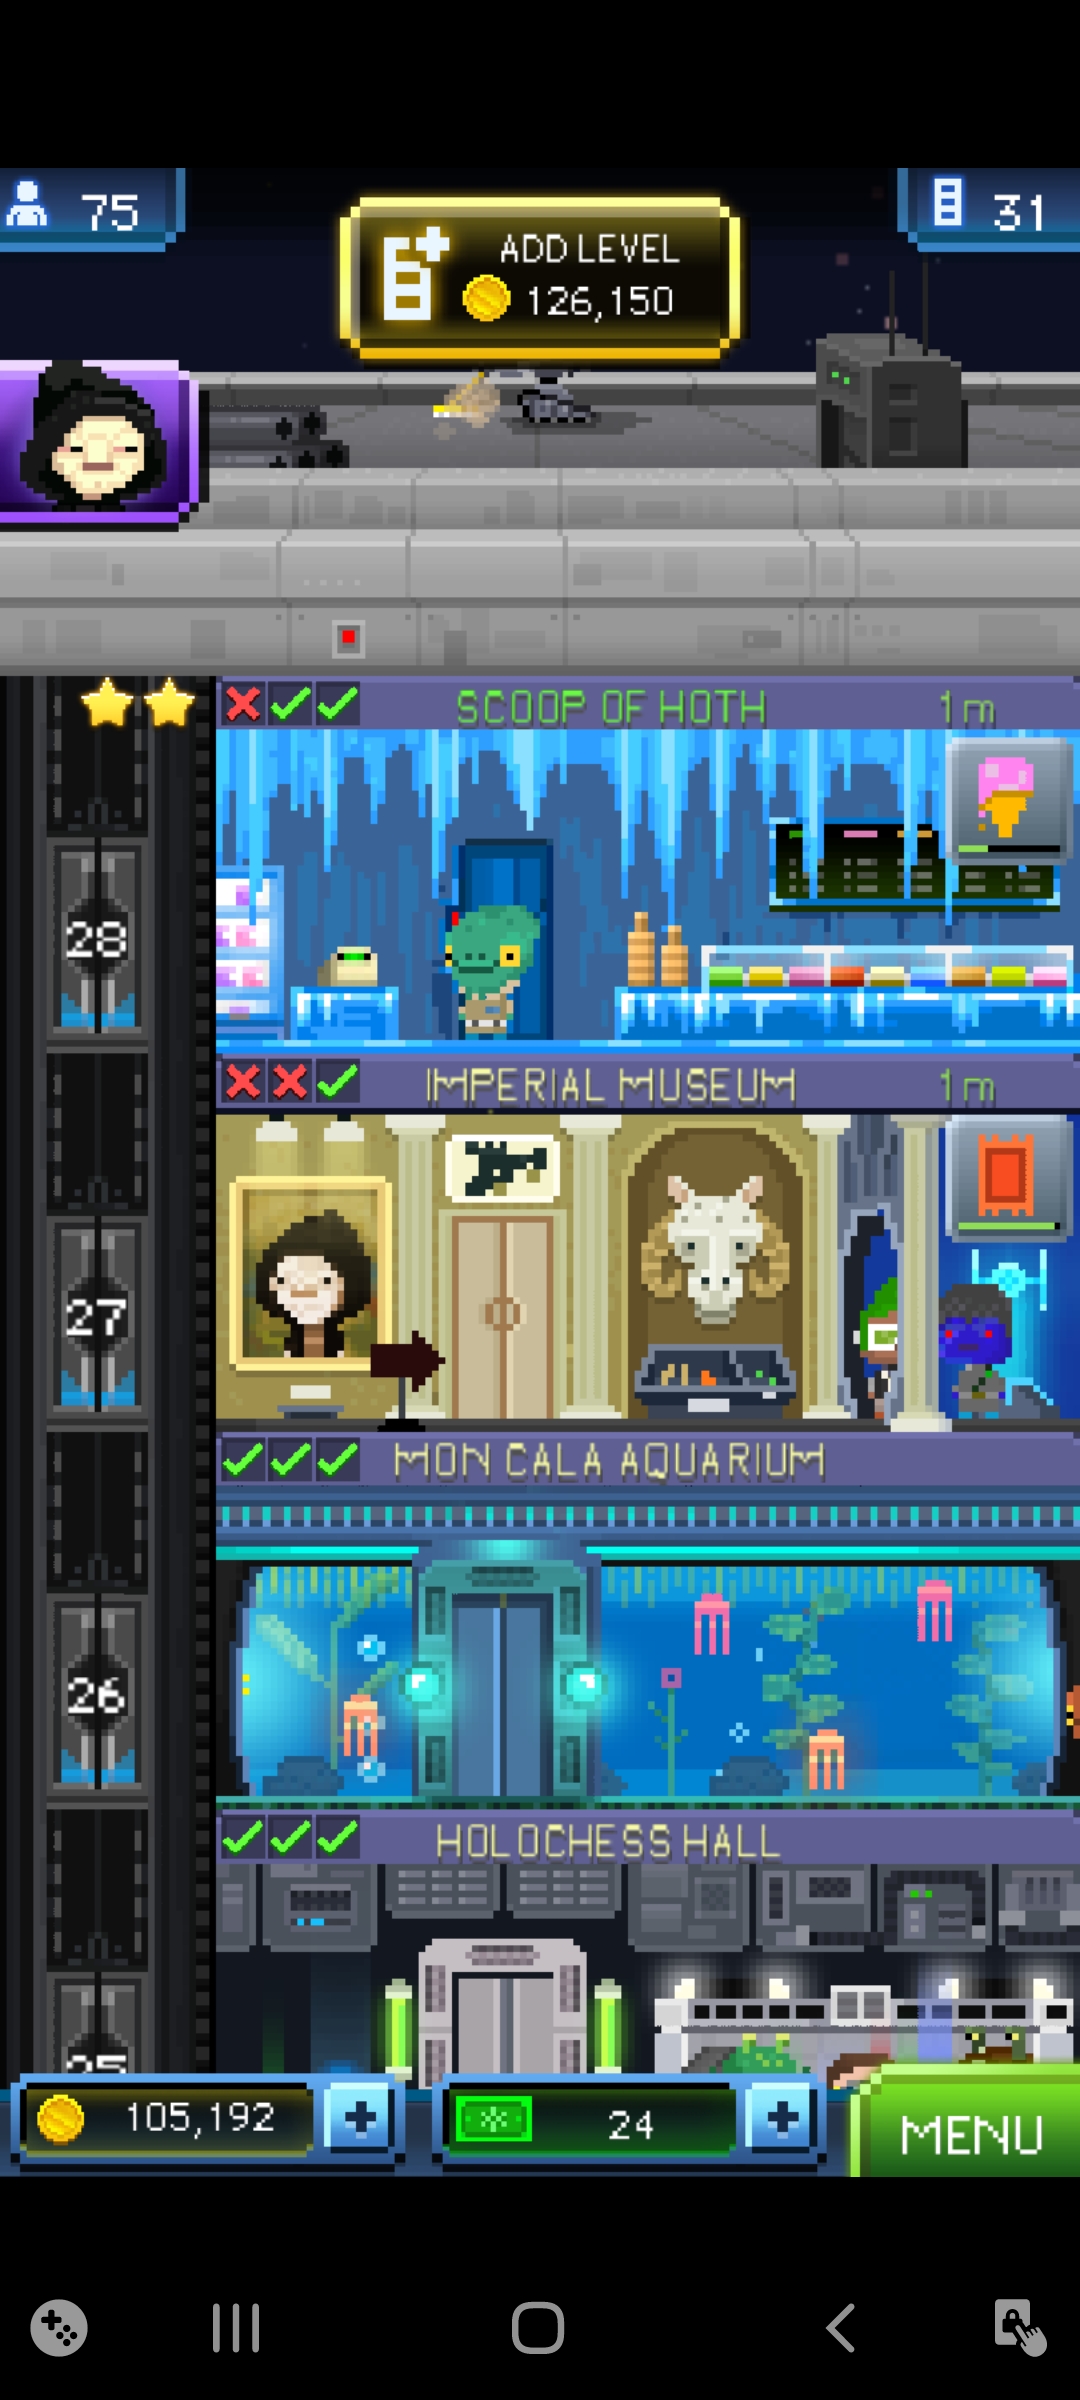 75
ADD LEVEL
126,150
31
SCOOP OF HOTH
1m
28
IMPERIAL MUSEUM
1m
27
MON CALA AQUARIUM
26
HOLOCHESS HALL
25
105,192
24
MENU